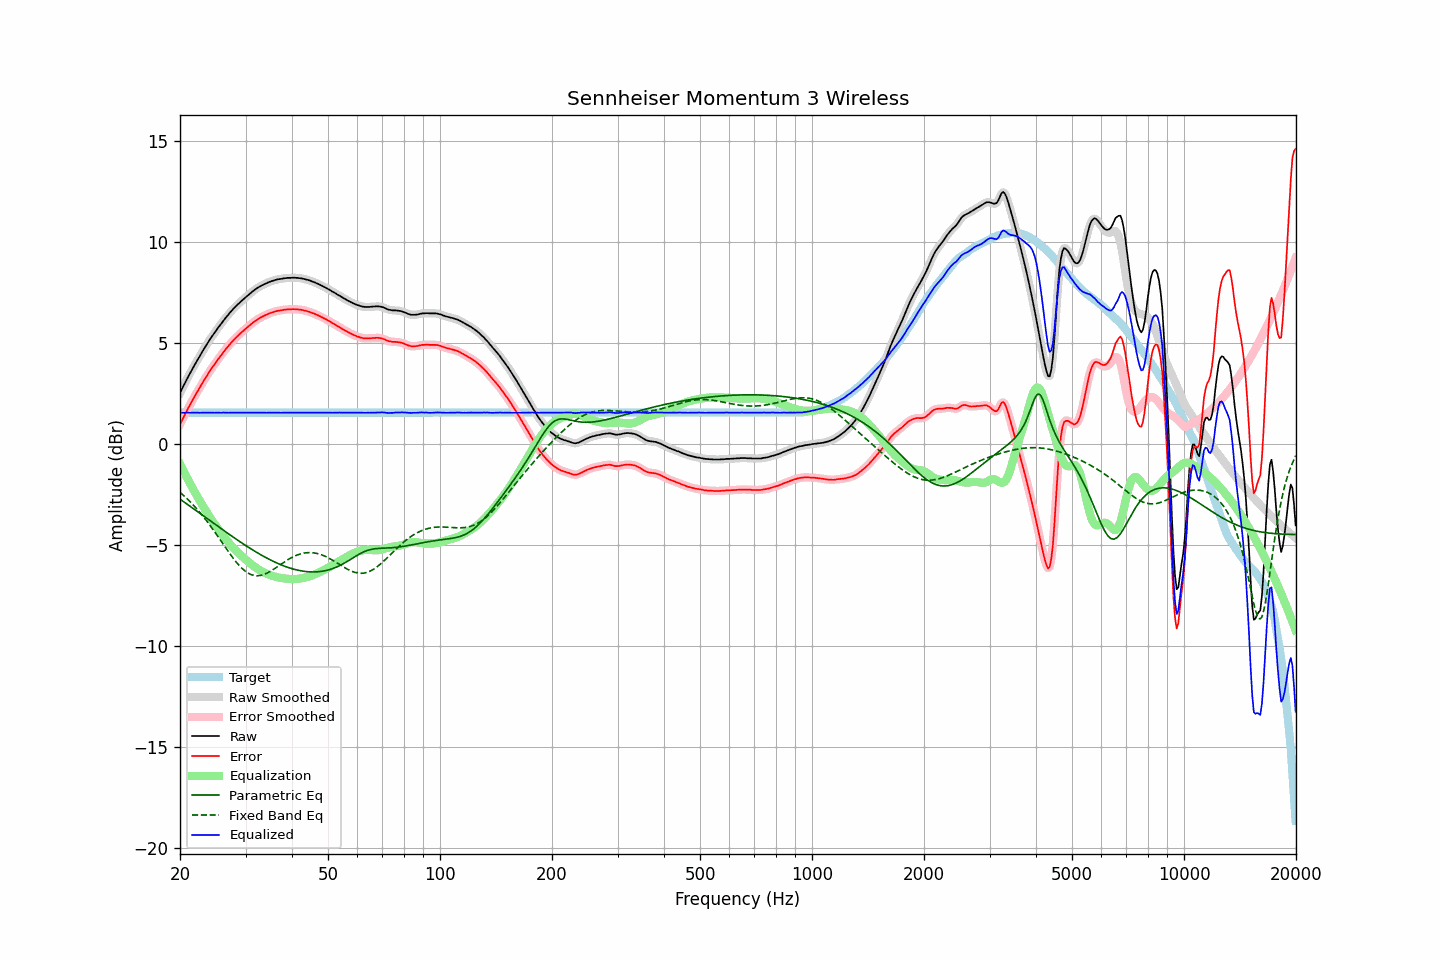 Sennheiser Momentum 3 Wireless
15
10
5
0
−5
−10
−15
−20
Amplitude (dBr)
Target
Raw Smoothed
Error Smoothed
Raw
Error
Equalization
Parametric Eq
Fixed Band Eq
Equalized
20 50 100 200 500 1000 2000 5000 10000 20000
Frequency (Hz)